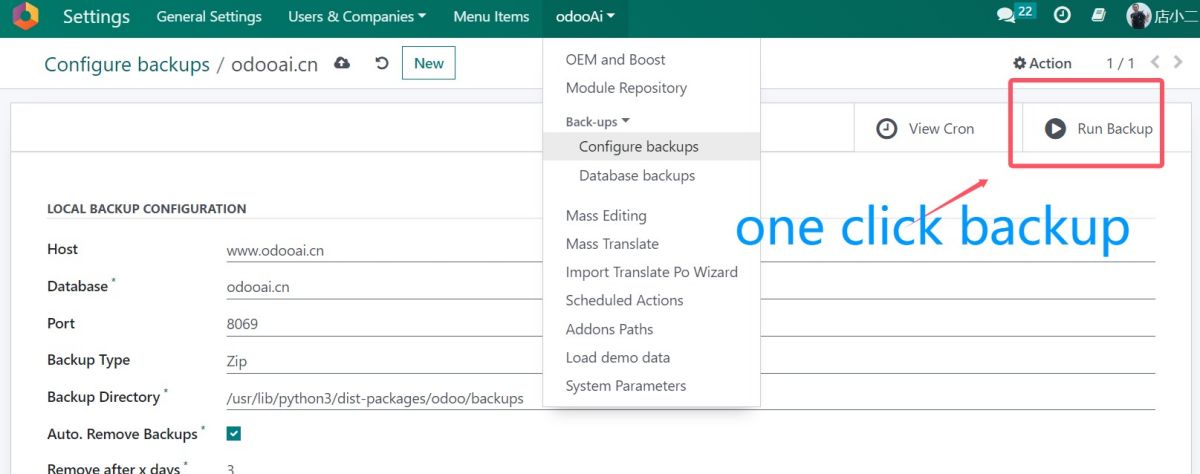 Settings General Settings Users & Companies Menu Items odooAi 22 店小二
Configure backups / odooai.cn New Action 1 / 1
OEM and Boost
Module Repository
Back-ups
Configure backups
Database backups
Mass Editing
Mass Translate
Import Translate Po Wizard
Scheduled Actions
Addons Paths
Load demo data
System Parameters
View Cron Run Backup
one click backup
LOCAL BACKUP CONFIGURATION
Host www.odooai.cn
Database * odooai.cn
Port 8069
Backup Type Zip
Backup Directory * /usr/lib/python3/dist-packages/odoo/backups
Auto. Remove Backups *
Remove after x days * 3